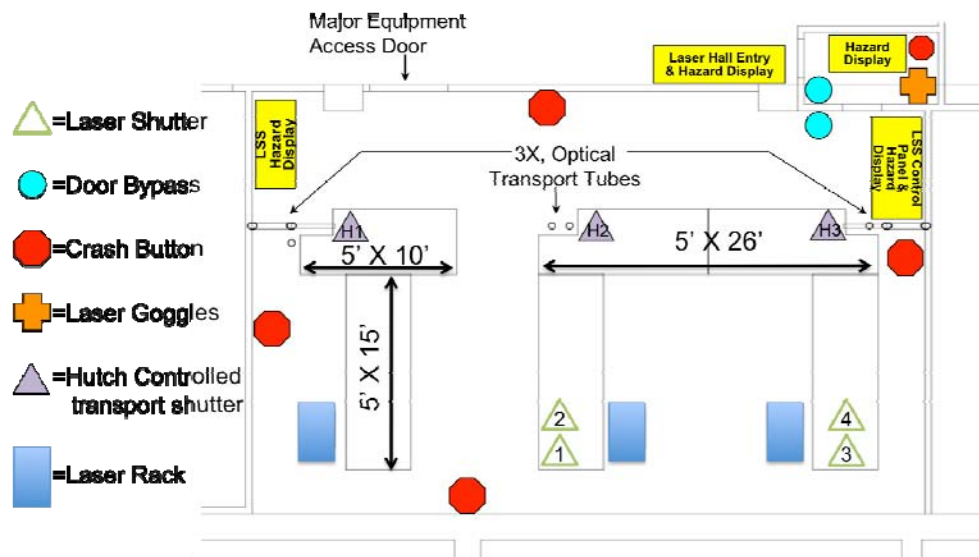 Major Equipment
Access Door
Laser Hall Entry
& Hazard Display
Hazard
Display
=Laser Shutter
LSS
Hazard
Display
LSS Control
Panel &
Hazard
Display
3X, Optical
Transport Tubes
=Door Bypass
H1
H2
H3
=Crash Button
5' X 10'
5' X 26'
=Laser Goggles
5' X 15'
=Hutch Controlled
transport shutter
2
4
1
3
=Laser Rack